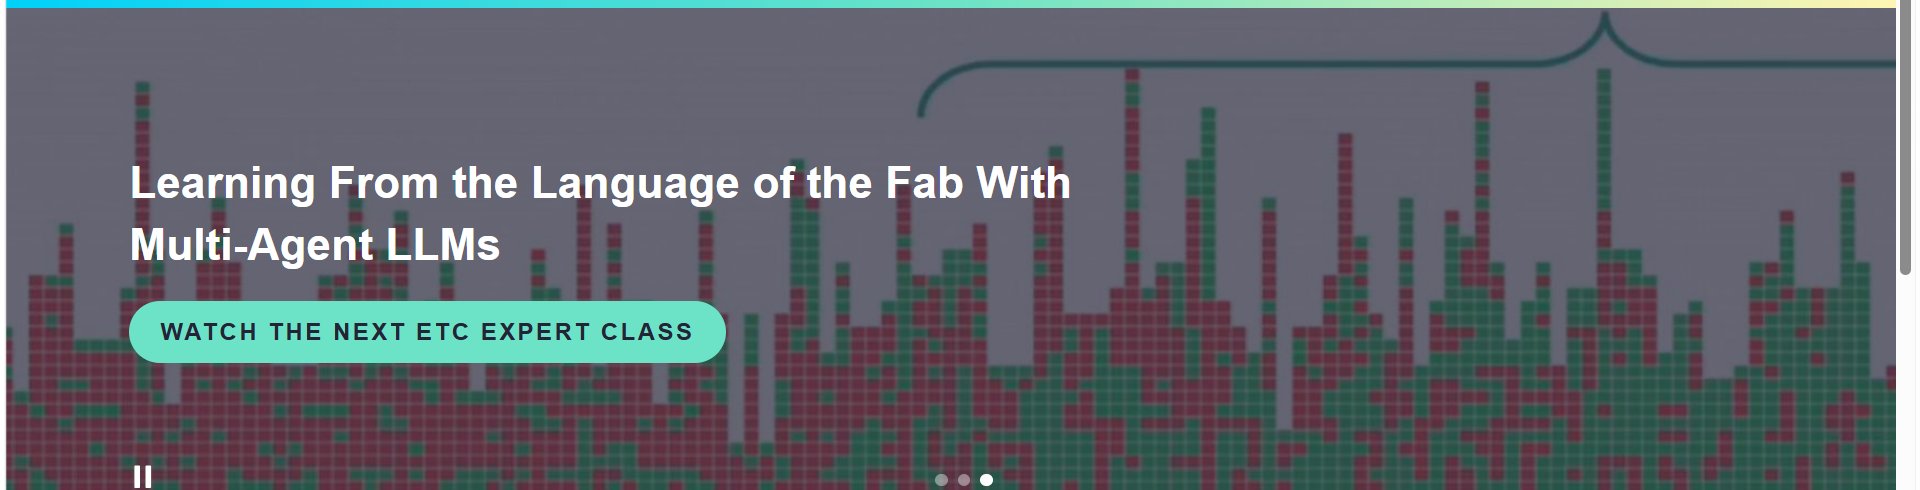 Learning From the Language of the Fab With
Multi-Agent LLMs
WATCH THE NEXT ETC EXPERT CLASS